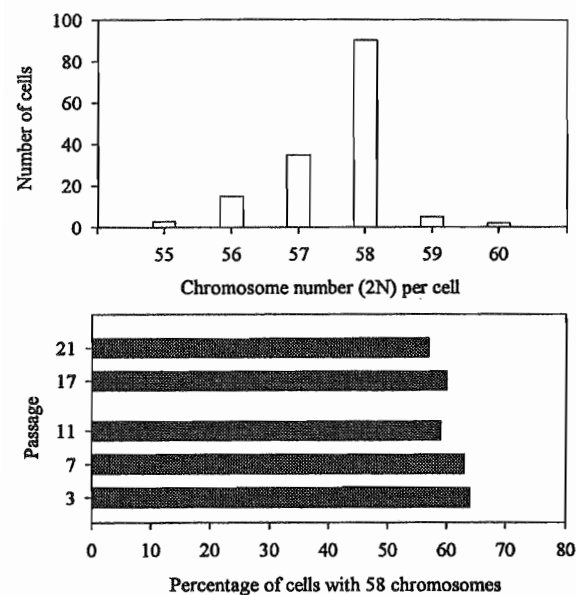 100
80
60
40
20
0
Number of cells
55 56 57 58 59 60
Chromosome number (2N) per cell
21
17
11
7
3
Passage
0 10 20 30 40 50 60 70 80
Percentage of cells with 58 chromosomes